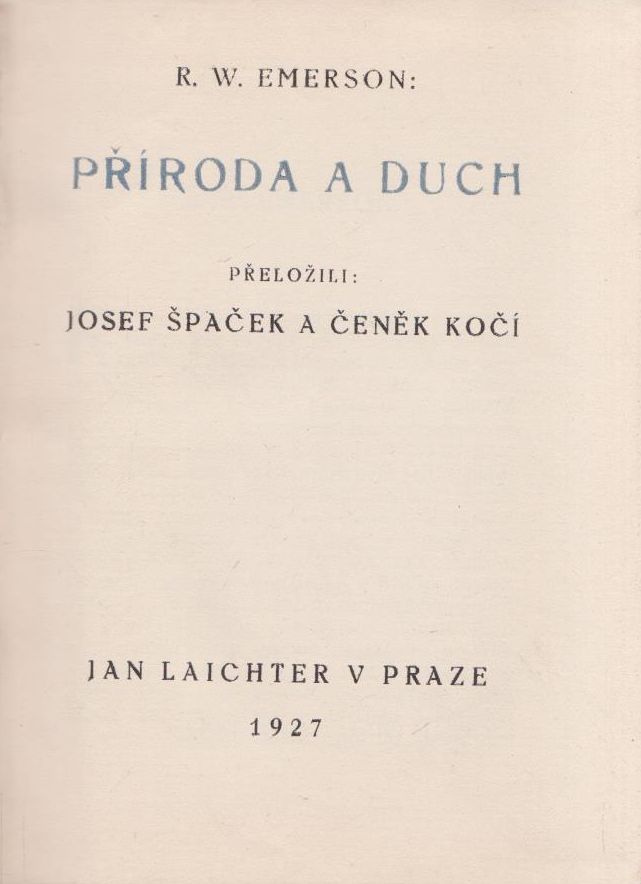 R. W. EMERSON:
PŘÍRODA A DUCH
PŘELOŽILI:
JOSEF ŠPAČEK A ČENĚK KOČÍ
JAN LAICHTER V PRAZE
1927